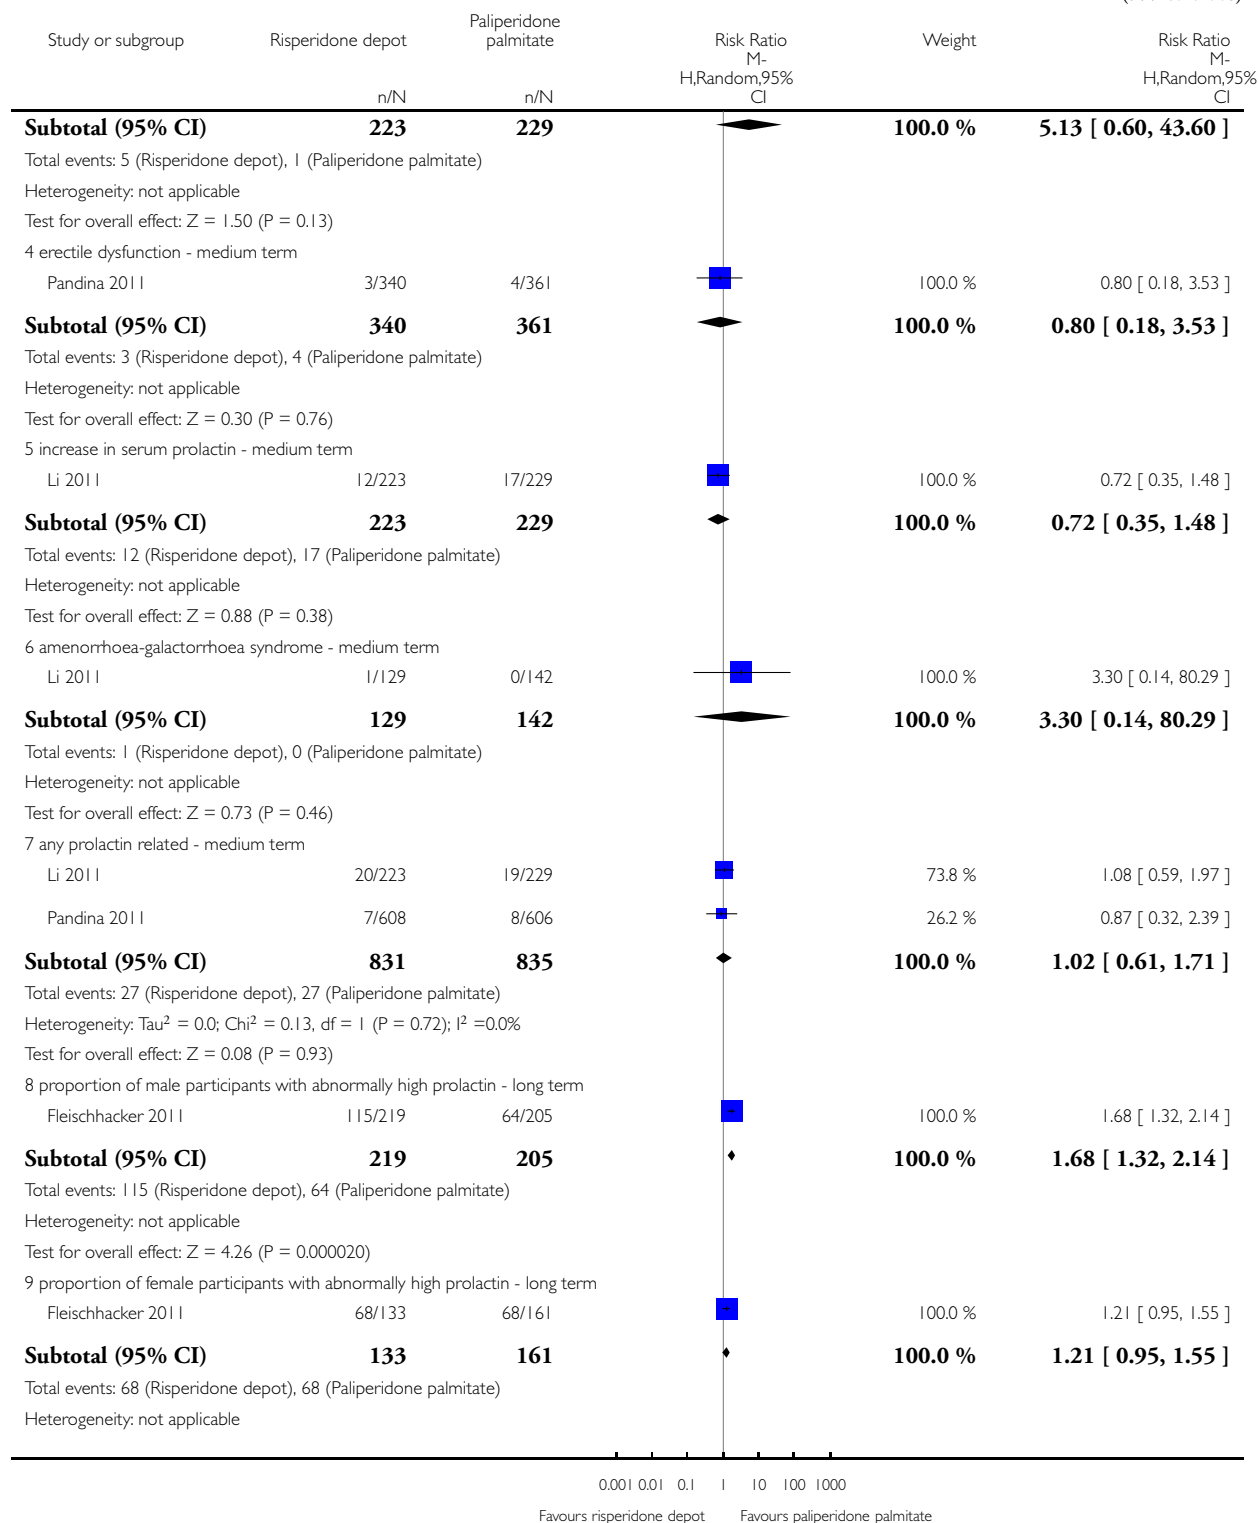 Study or subgroup Risperidone depot Paliperidone palmitate Risk Ratio Weight Risk Ratio
M-H,Random,95% CI M-H,Random,95% CI
n/N n/N
Subtotal (95% CI) 223 229 100.0 % 5.13 [ 0.60, 43.60 ]
Total events: 5 (Risperidone depot), 1 (Paliperidone palmitate)
Heterogeneity: not applicable
Test for overall effect: Z = 1.50 (P = 0.13)
4 erectile dysfunction - medium term
Pandina 2011 3/340 4/361 100.0 % 0.80 [ 0.18, 3.53 ]
Subtotal (95% CI) 340 361 100.0 % 0.80 [ 0.18, 3.53 ]
Total events: 3 (Risperidone depot), 4 (Paliperidone palmitate)
Heterogeneity: not applicable
Test for overall effect: Z = 0.30 (P = 0.76)
5 increase in serum prolactin - medium term
Li 2011 12/223 17/229 100.0 % 0.72 [ 0.35, 1.48 ]
Subtotal (95% CI) 223 229 100.0 % 0.72 [ 0.35, 1.48 ]
Total events: 12 (Risperidone depot), 17 (Paliperidone palmitate)
Heterogeneity: not applicable
Test for overall effect: Z = 0.88 (P = 0.38)
6 amenorrhoea-galactorrhoea syndrome - medium term
Li 2011 1/129 0/142 100.0 % 3.30 [ 0.14, 80.29 ]
Subtotal (95% CI) 129 142 100.0 % 3.30 [ 0.14, 80.29 ]
Total events: 1 (Risperidone depot), 0 (Paliperidone palmitate)
Heterogeneity: not applicable
Test for overall effect: Z = 0.73 (P = 0.46)
7 any prolactin related - medium term
Li 2011 20/223 19/229 73.8 % 1.08 [ 0.59, 1.97 ]
Pandina 2011 7/608 8/606 26.2 % 0.87 [ 0.32, 2.39 ]
Subtotal (95% CI) 831 835 100.0 % 1.02 [ 0.61, 1.71 ]
Total events: 27 (Risperidone depot), 27 (Paliperidone palmitate)
Heterogeneity: Tau² = 0.0; Chi² = 0.13, df = 1 (P = 0.72); I² =0.0%
Test for overall effect: Z = 0.08 (P = 0.93)
8 proportion of male participants with abnormally high prolactin - long term
Fleischhacker 2011 115/219 64/205 100.0 % 1.68 [ 1.32, 2.14 ]
Subtotal (95% CI) 219 205 100.0 % 1.68 [ 1.32, 2.14 ]
Total events: 115 (Risperidone depot), 64 (Paliperidone palmitate)
Heterogeneity: not applicable
Test for overall effect: Z = 4.26 (P = 0.000020)
9 proportion of female participants with abnormally high prolactin - long term
Fleischhacker 2011 68/133 68/161 100.0 % 1.21 [ 0.95, 1.55 ]
Subtotal (95% CI) 133 161 100.0 % 1.21 [ 0.95, 1.55 ]
Total events: 68 (Risperidone depot), 68 (Paliperidone palmitate)
Heterogeneity: not applicable
0.001 0.01 0.1 1 10 100 1000
Favours risperidone depot Favours paliperidone palmitate